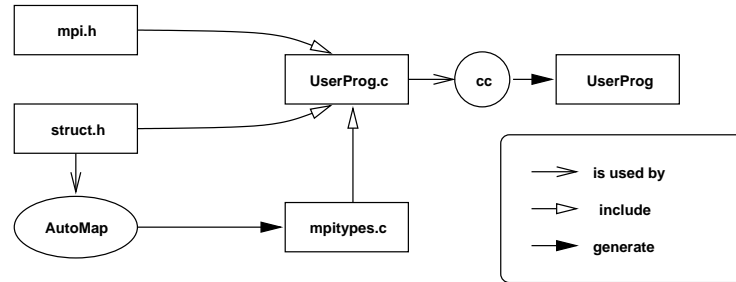 mpi.h
UserProg.c
cc
UserProg
struct.h
is used by
AutoMap
mpitypes.c
include
generate